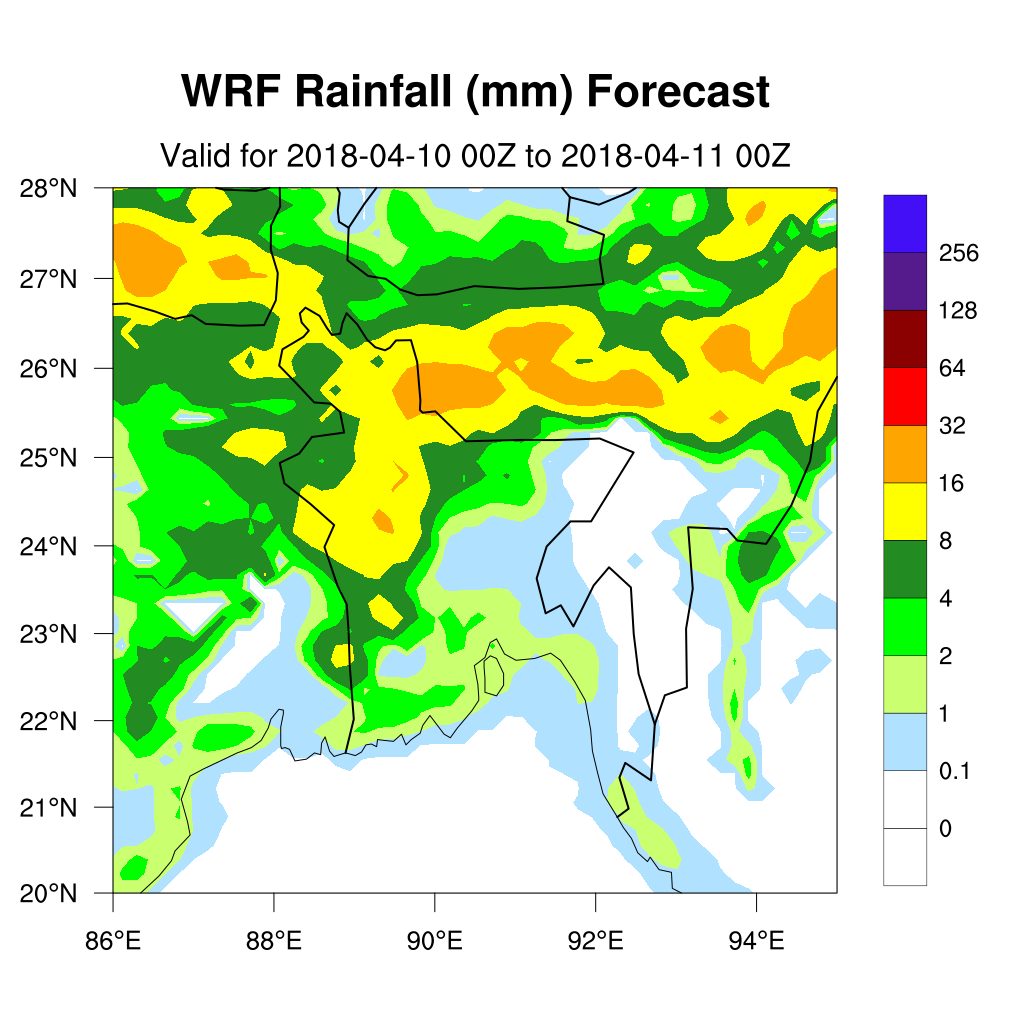 WRF Rainfall (mm) Forecast
Valid for 2018-04-10 00Z to 2018-04-11 00Z
28°N
27°N
26°N
25°N
24°N
23°N
22°N
21°N
20°N
86°E 88°E 90°E 92°E 94°E
256
128
64
32
16
8
4
2
1
0.1
0